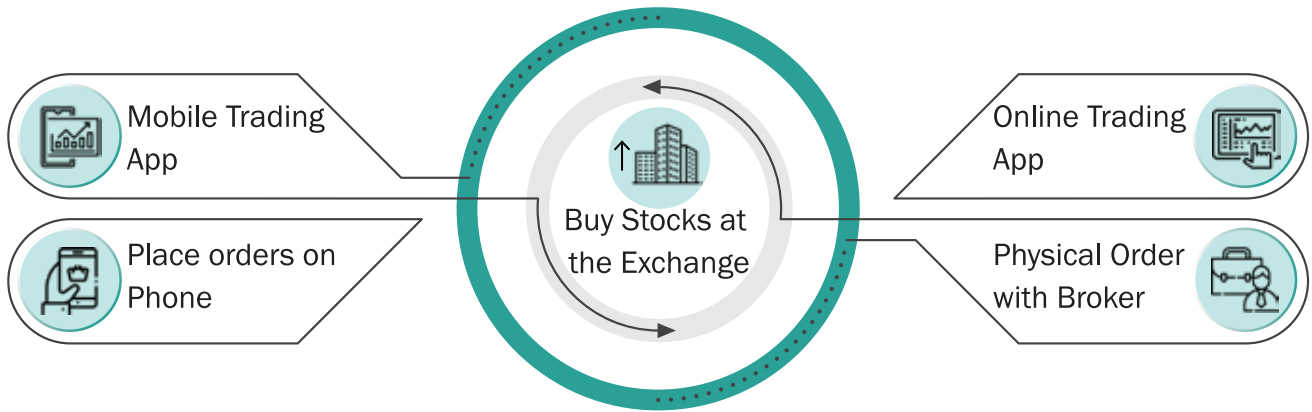 Mobile Trading
App
Place orders on
Phone
Buy Stocks at
the Exchange
Online Trading
App
Physical Order
with Broker